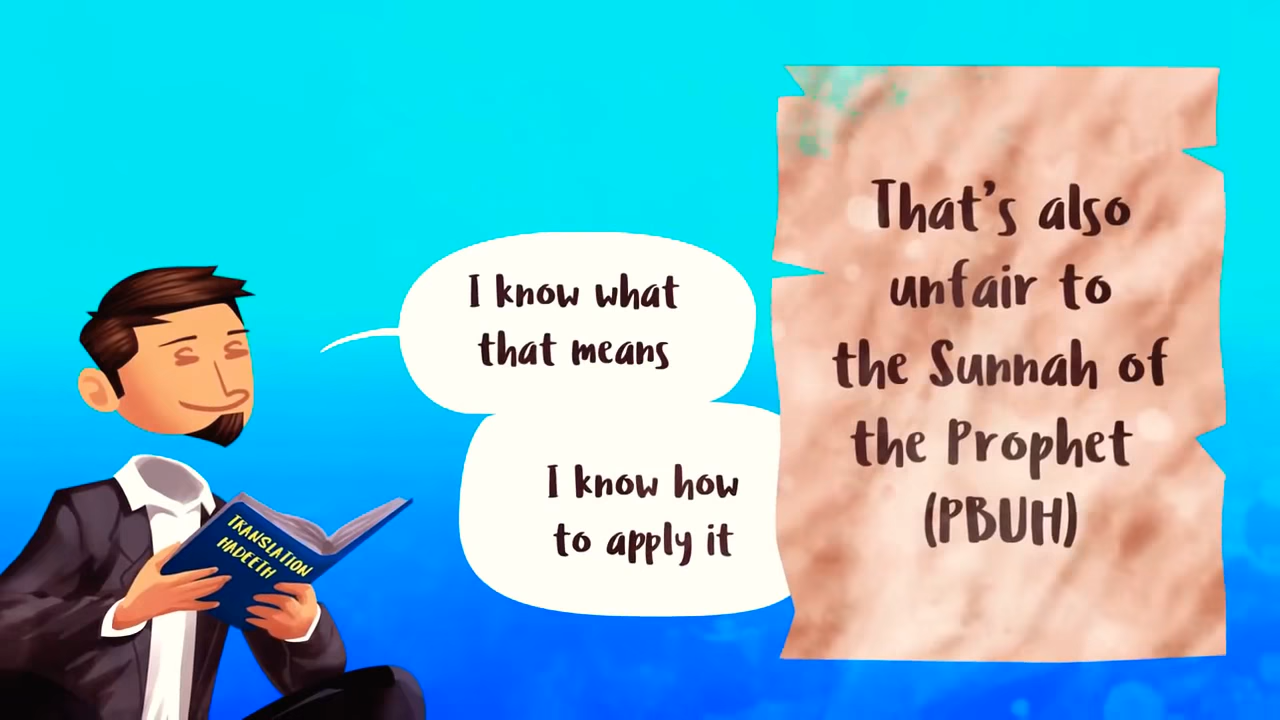 I know what
that means
I know how
to apply it
TRANSLATION
HADEETH
That's also
unfair to
the Sunnah of
the Prophet
(PBUH)